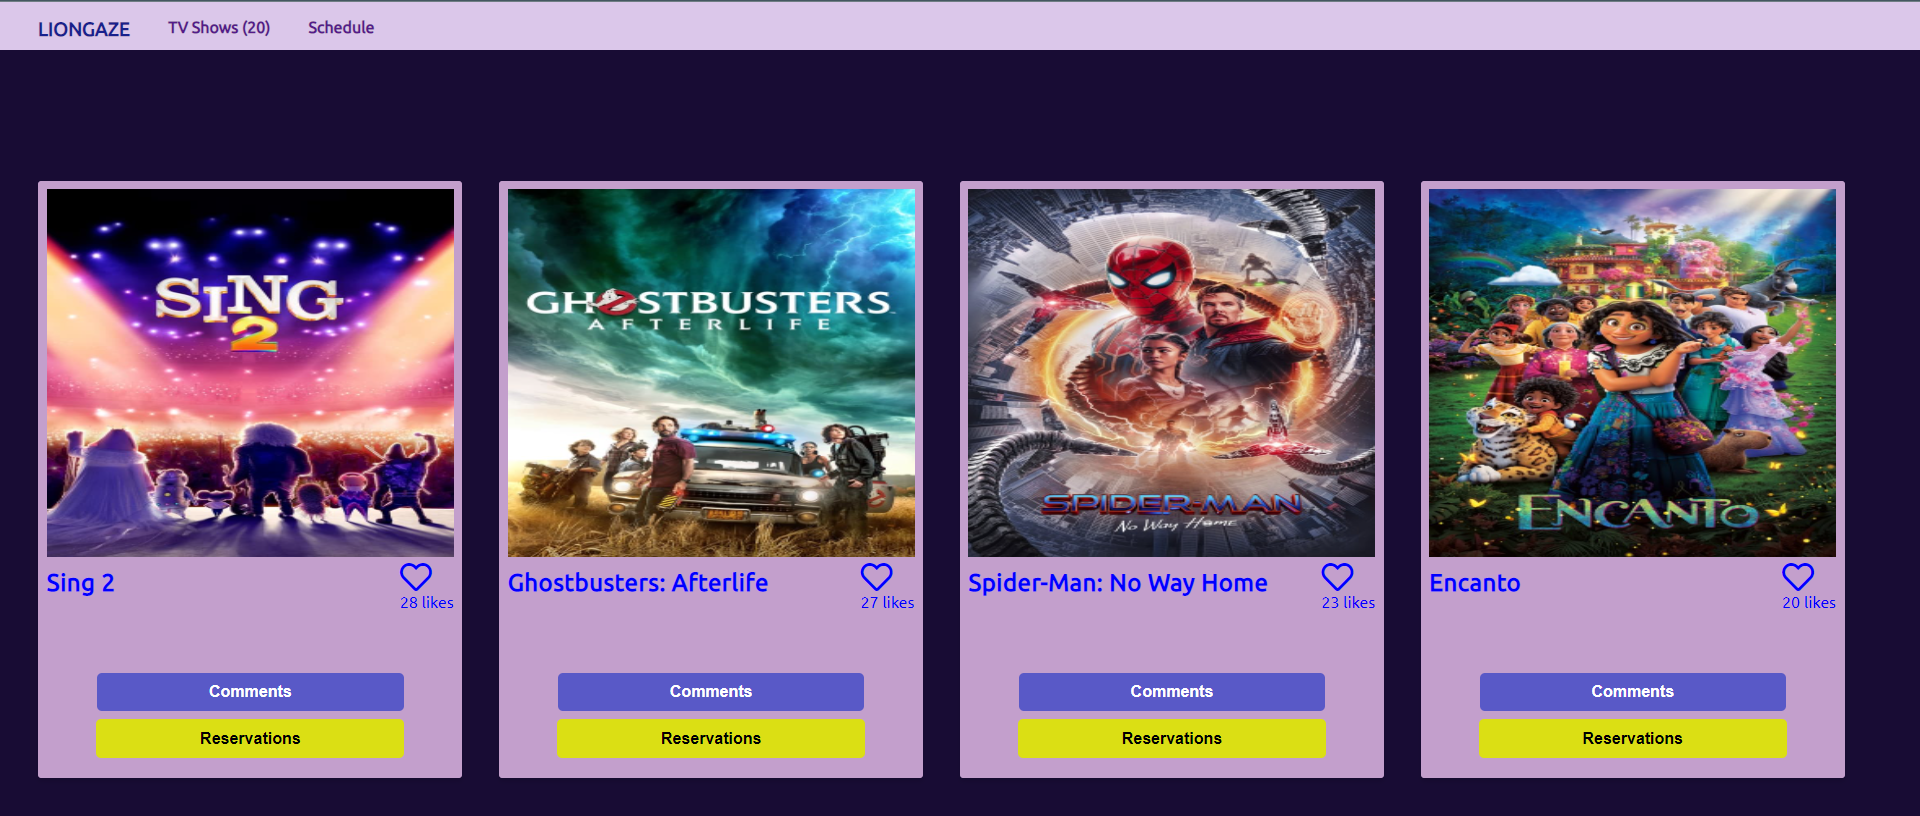 LIONGAZE TV Shows (20) Schedule
SING
2
GHOSTBUSTERS
AFTERLIFE
SPIDER-MAN
No Way Home
ENCANTO
Sing 2
28 likes
Ghostbusters: Afterlife
27 likes
Spider-Man: No Way Home
23 likes
Encanto
20 likes
Comments
Reservations
Comments
Reservations
Comments
Reservations
Comments
Reservations